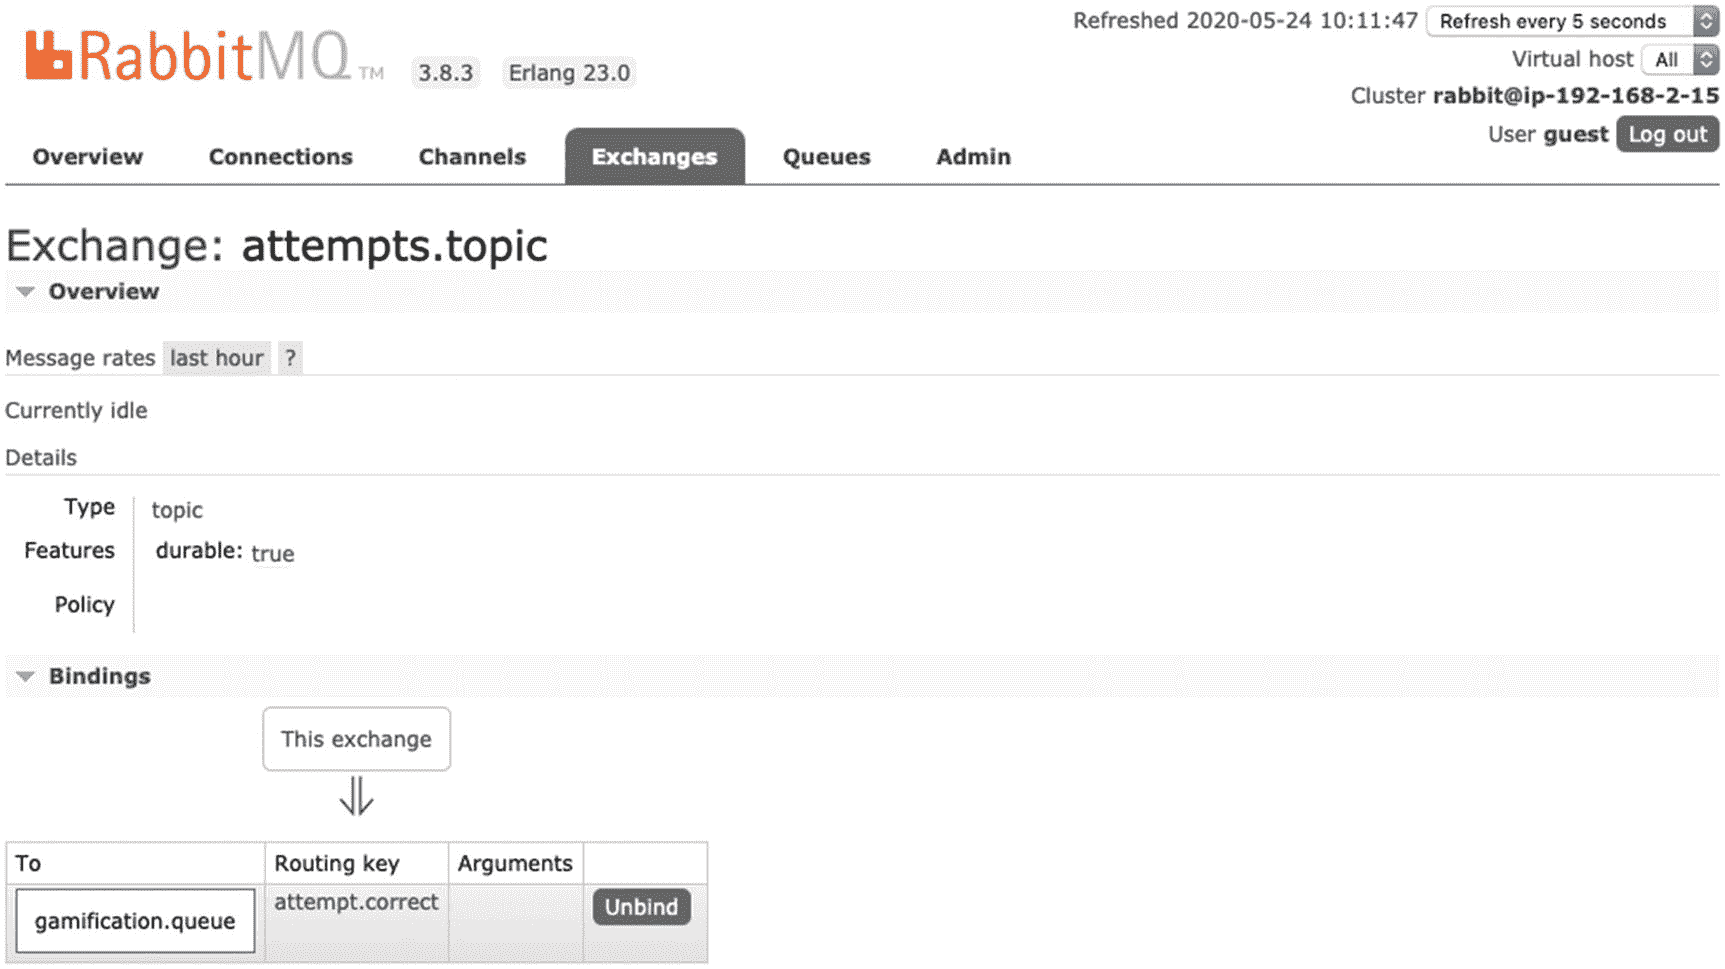 Refreshed 2020-05-24 10:11:47 Refresh every 5 seconds
RabbitMQ TM 3.8.3 Erlang 23.0
Virtual host All
Cluster rabbit@ip-192-168-2-15
User guest Log out
Overview Connections Channels Exchanges Queues Admin
Exchange: attempts.topic
Overview
Message rates last hour ?
Currently idle
Details
Type topic
Features durable: true
Policy
Bindings
This exchange
⇓
To Routing key Arguments
gamification.queue attempt.correct Unbind